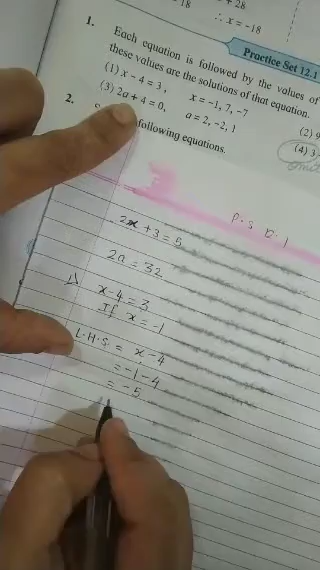 18
+ 28
∴ x = -18
Practice Set 12.1
1. Each equation is followed by the values of
these values are the solutions of that equation.
(1) x - 4 = 3, x = -1, 7, -7 (2) 9
(3) 2a + 4 = 0, a = 2, -2, 1 (4) 3
2. following equations.
P. S. 12.1
2x + 3 = 5
2a = 32
1) x-4 = 3
If x = -1
L.H.S = x - 4
= -1 - 4
= -5